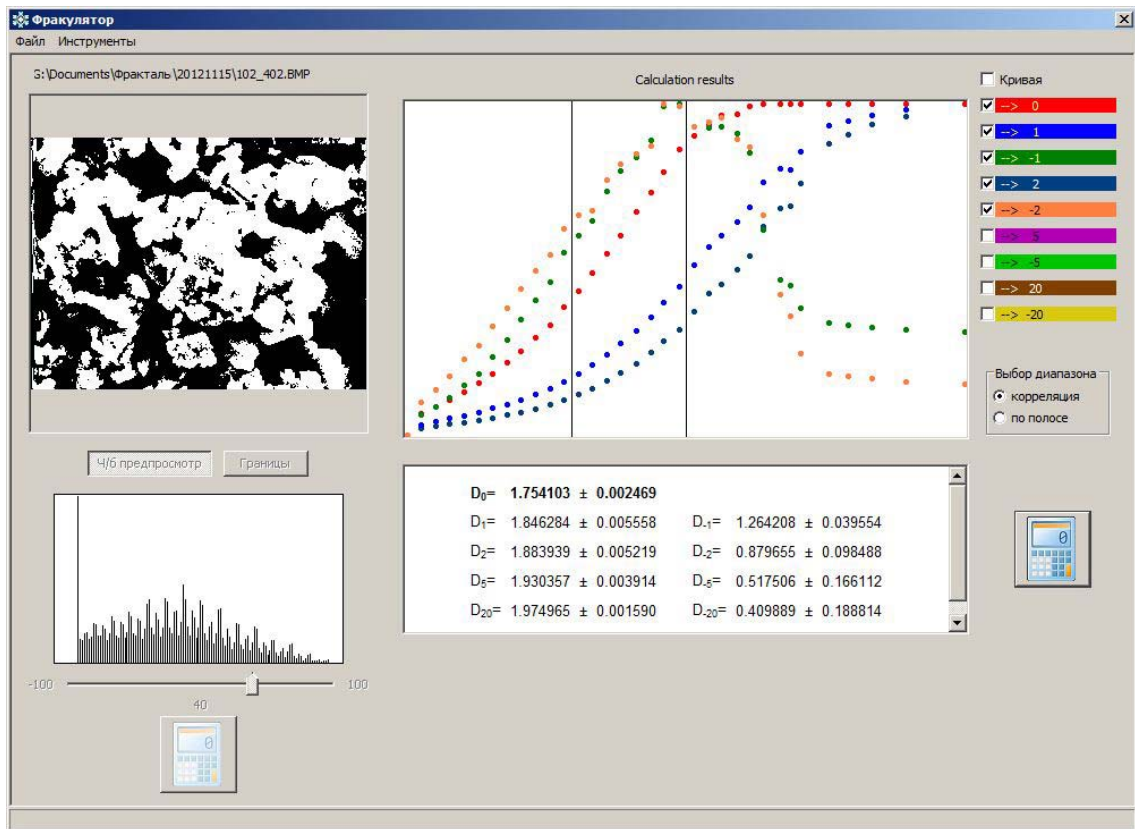 Фракулятор
Файл Инструменты
G:\Documents\Фракталь\20121115\102_402.BMP
Calculation results
Кривая
--> 0
--> 1
--> -1
--> 2
--> -2
--> 5
--> -5
--> 20
--> -20
Выбор диапазона
корреляция
по полосе
Ч/б предпросмотр Границы
D₀= 1.754103 ± 0.002469
D₁= 1.846284 ± 0.005558 D₋₁= 1.264208 ± 0.039554
D₂= 1.883939 ± 0.005219 D₋₂= 0.879655 ± 0.098488
D₅= 1.930357 ± 0.003914 D₋₅= 0.517506 ± 0.166112
D₂₀= 1.974965 ± 0.001590 D₋₂₀= 0.409889 ± 0.188814
0
-100 100
40
0